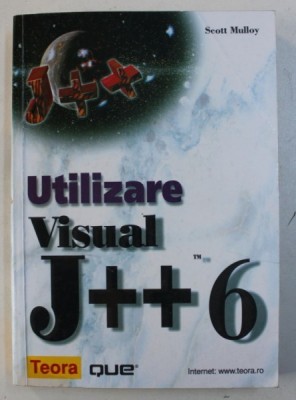 Scott Mulloy
J++
Utilizare
Visual
J++™ 6
Teora
QUE®
Internet: www.teora.ro